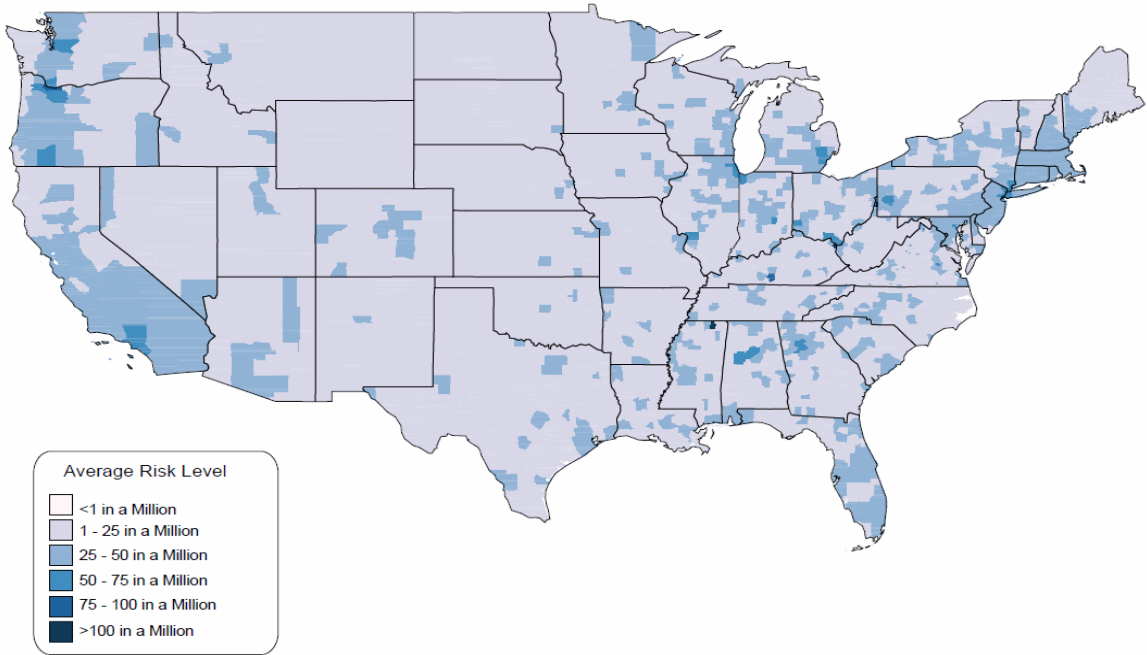 Average Risk Level
<1 in a Million
1 - 25 in a Million
25 - 50 in a Million
50 - 75 in a Million
75 - 100 in a Million
>100 in a Million